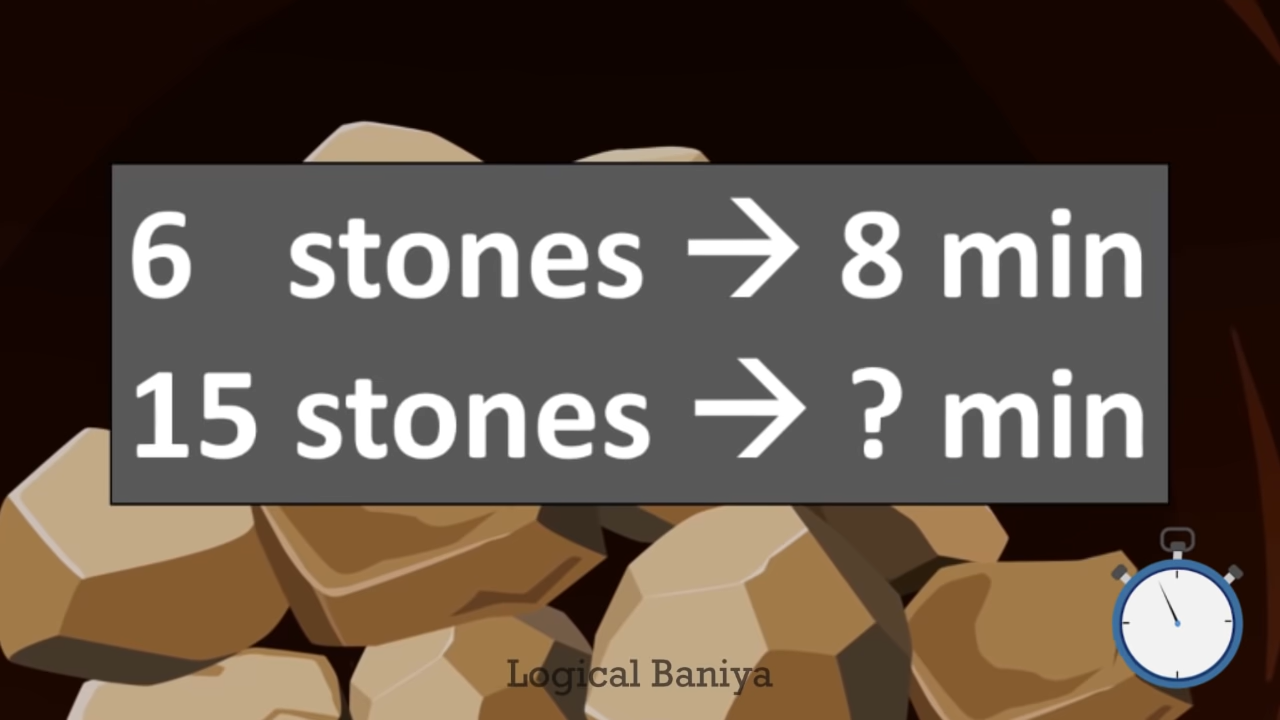 6 stones → 8 min
15 stones → ? min
Logical Baniya